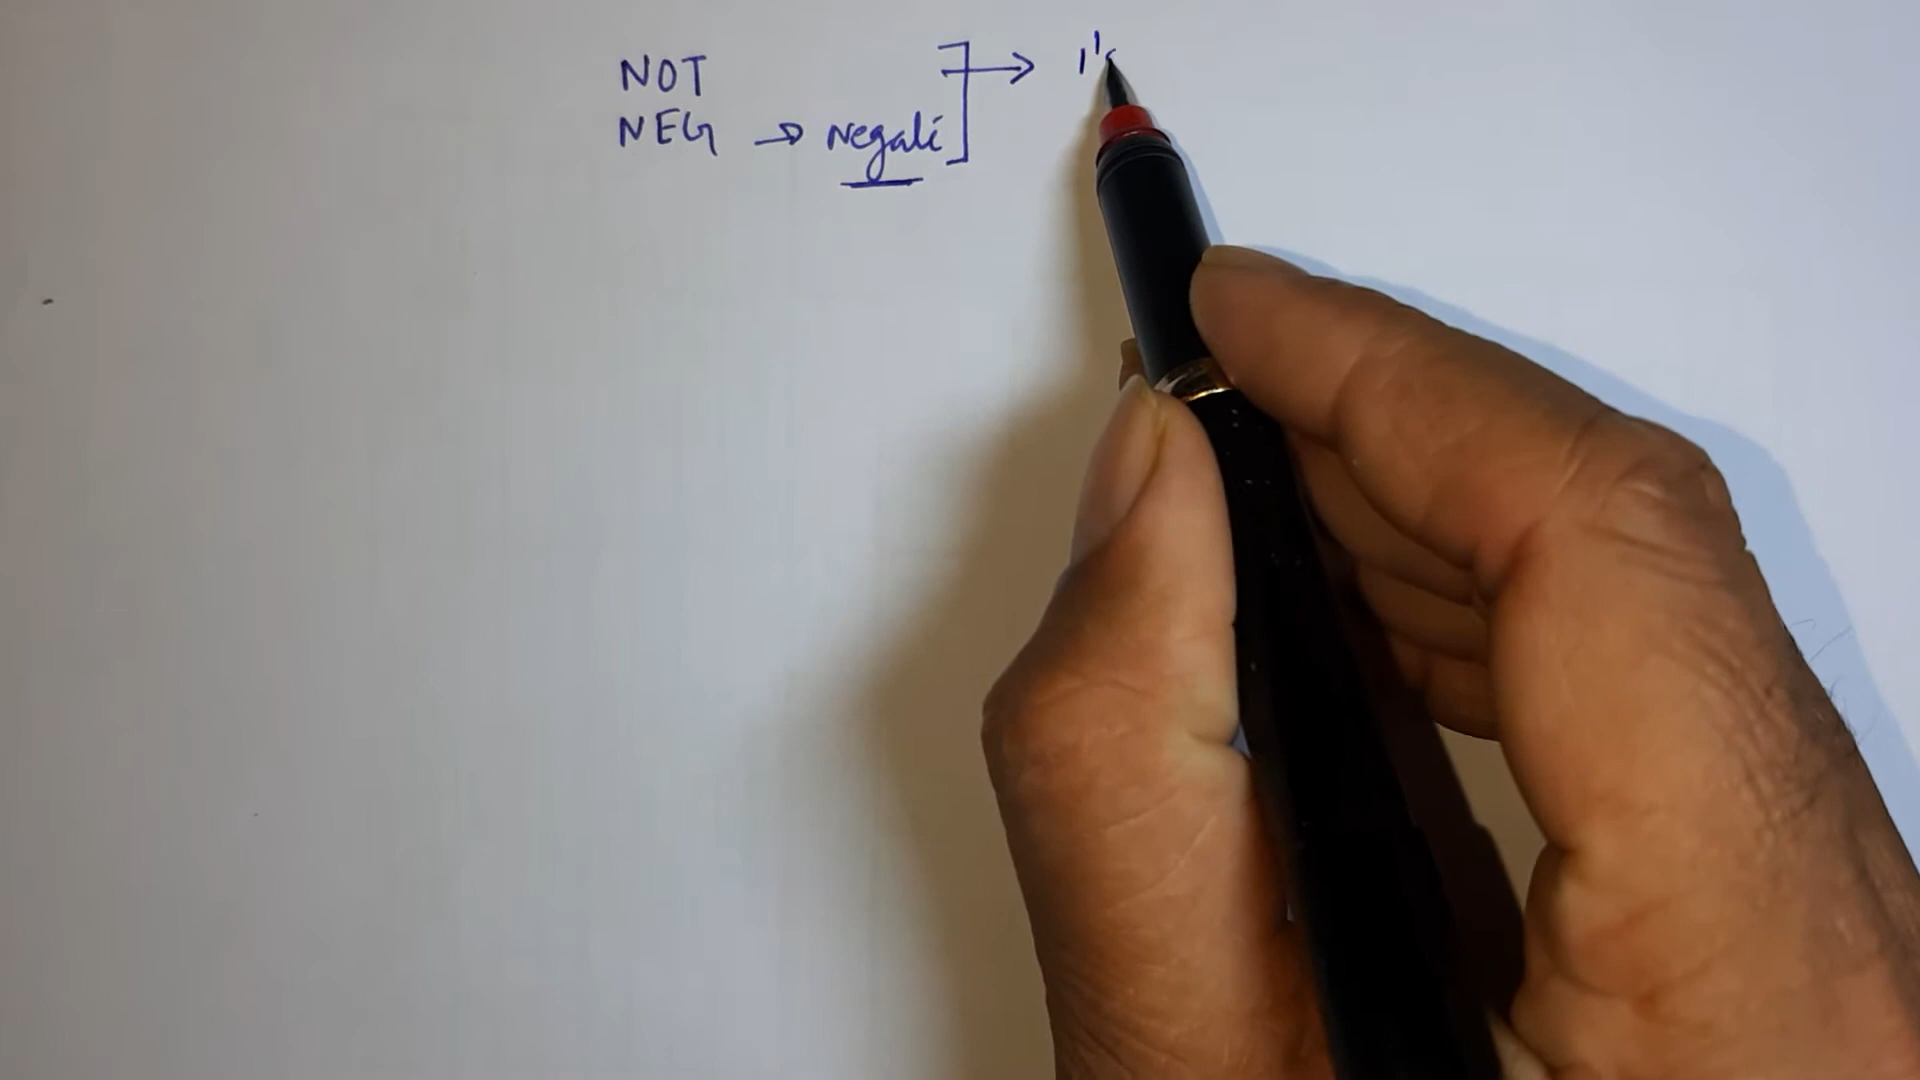 NOT → 1's
NEG → Negati